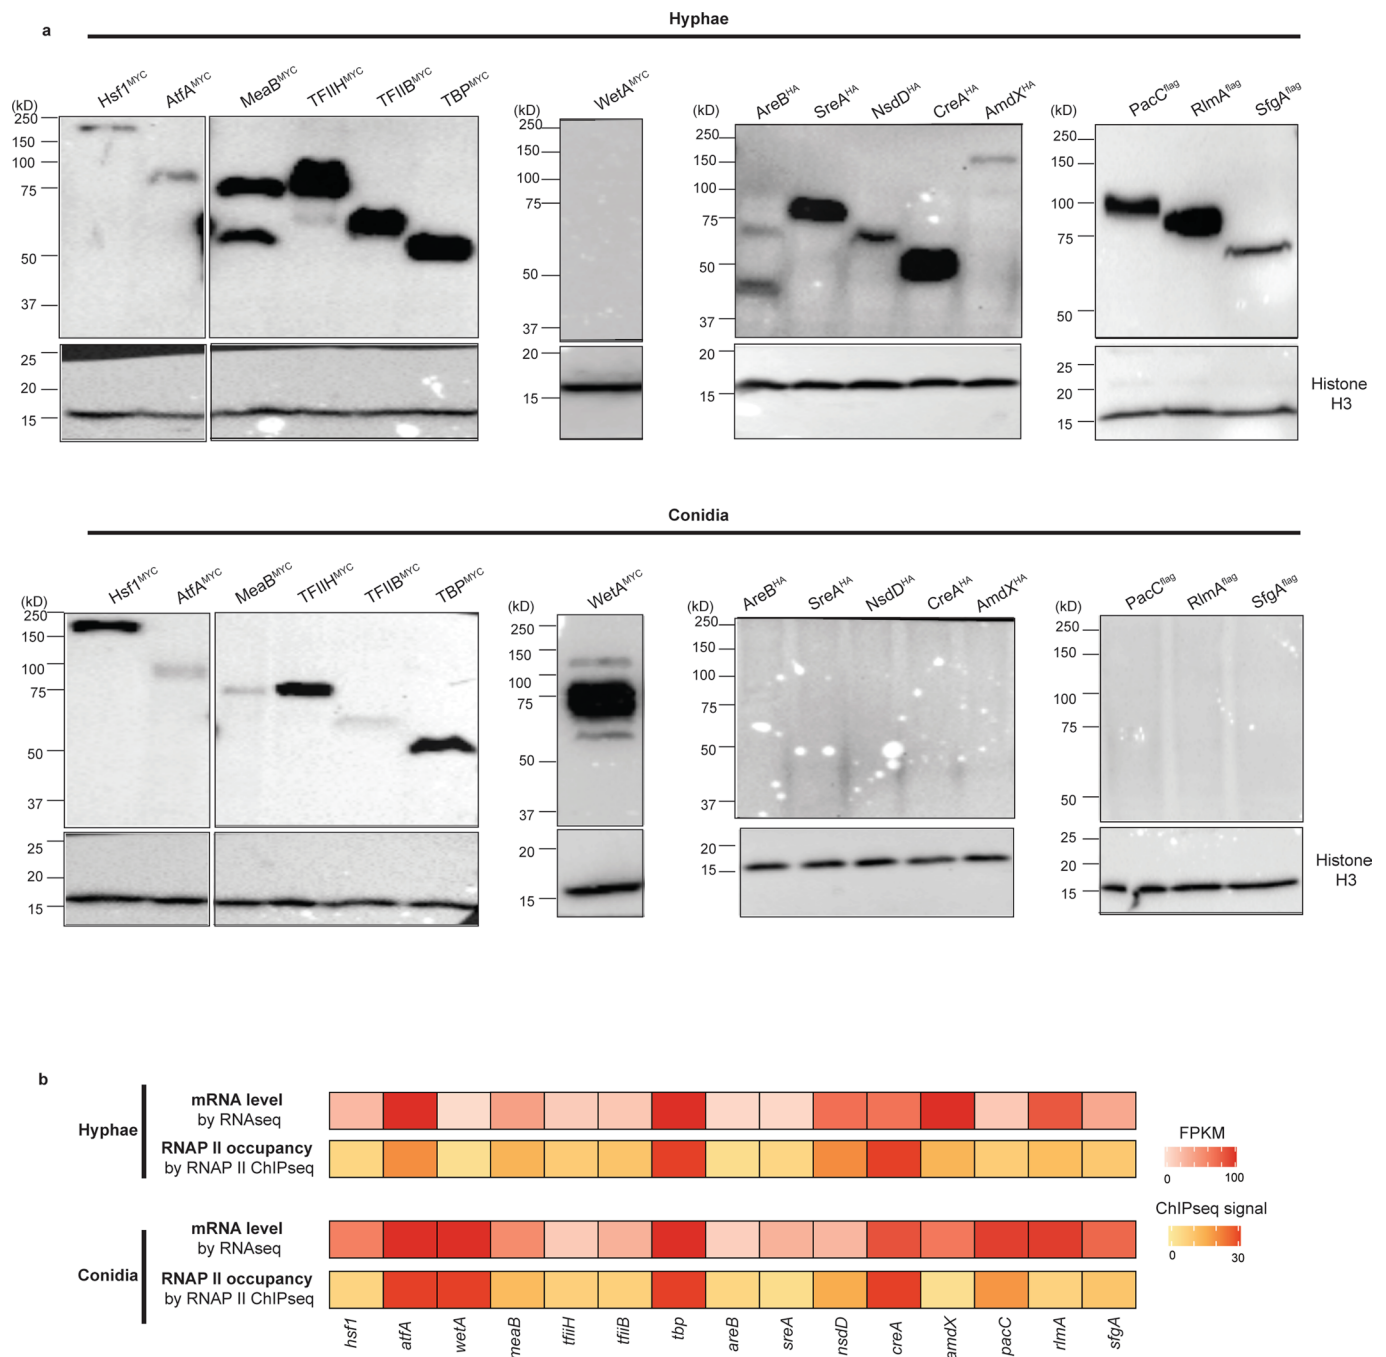 a
Hyphae
Hsf1MYC AtfAMYC MeaBMYC TFIIHMYC TFIIBMYC TBPMYC WetAMYC AreBHA SreAHA NsdDHA CreAHA AmdXHA PacCflag RlmAflag SfgAflag
(kD)
250
150
100
75
50
37
25
20
15
(kD)
250
150
100
75
50
37
20
15
(kD)
250
150
100
75
50
37
20
15
(kD)
250
150
100
75
50
25
20
15
Histone
H3
Conidia
Hsf1MYC AtfAMYC MeaBMYC TFIIHMYC TFIIBMYC TBPMYC WetAMYC AreBHA SreAHA NsdDHA CreAHA AmdXHA PacCflag RlmAflag SfgAflag
(kD)
250
150
100
75
50
37
25
20
15
(kD)
250
150
100
75
50
37
20
15
(kD)
250
150
100
75
50
37
20
15
(kD)
250
150
100
75
50
25
20
15
Histone
H3
b
Hyphae
mRNA level
by RNAseq
RNAP II occupancy
by RNAP II ChIPseq
FPKM
0 100
ChIPseq signal
0 30
Conidia
mRNA level
by RNAseq
RNAP II occupancy
by RNAP II ChIPseq
hsf1 atfA wetA meaB tfiiH tfiiB tbp areB sreA nsdD creA amdX pacC rlmA sfgA